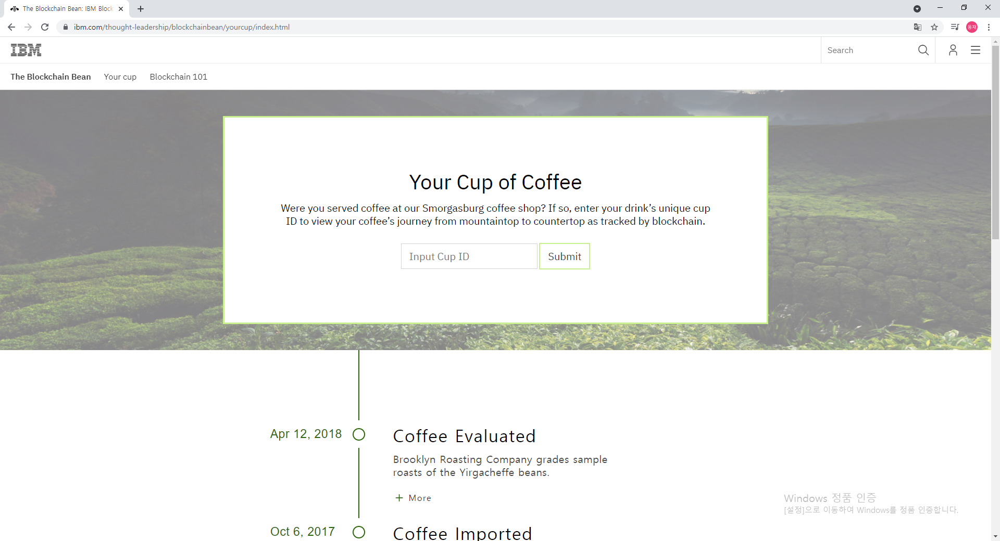 The Blockchain Bean: IBM Block
ibm.com/thought-leadership/blockchainbean/yourcup/index.html
동재
IBM
Search
The Blockchain Bean Your cup Blockchain 101
Your Cup of Coffee
Were you served coffee at our Smorgasburg coffee shop? If so, enter your drink’s unique cup
ID to view your coffee’s journey from mountaintop to countertop as tracked by blockchain.
Input Cup ID Submit
Apr 12, 2018 Coffee Evaluated
Brooklyn Roasting Company grades sample
roasts of the Yirgacheffe beans.
+ More
Windows 정품 인증
[설정]으로 이동하여 Windows를 정품 인증합니다.
Oct 6, 2017 Coffee Imported